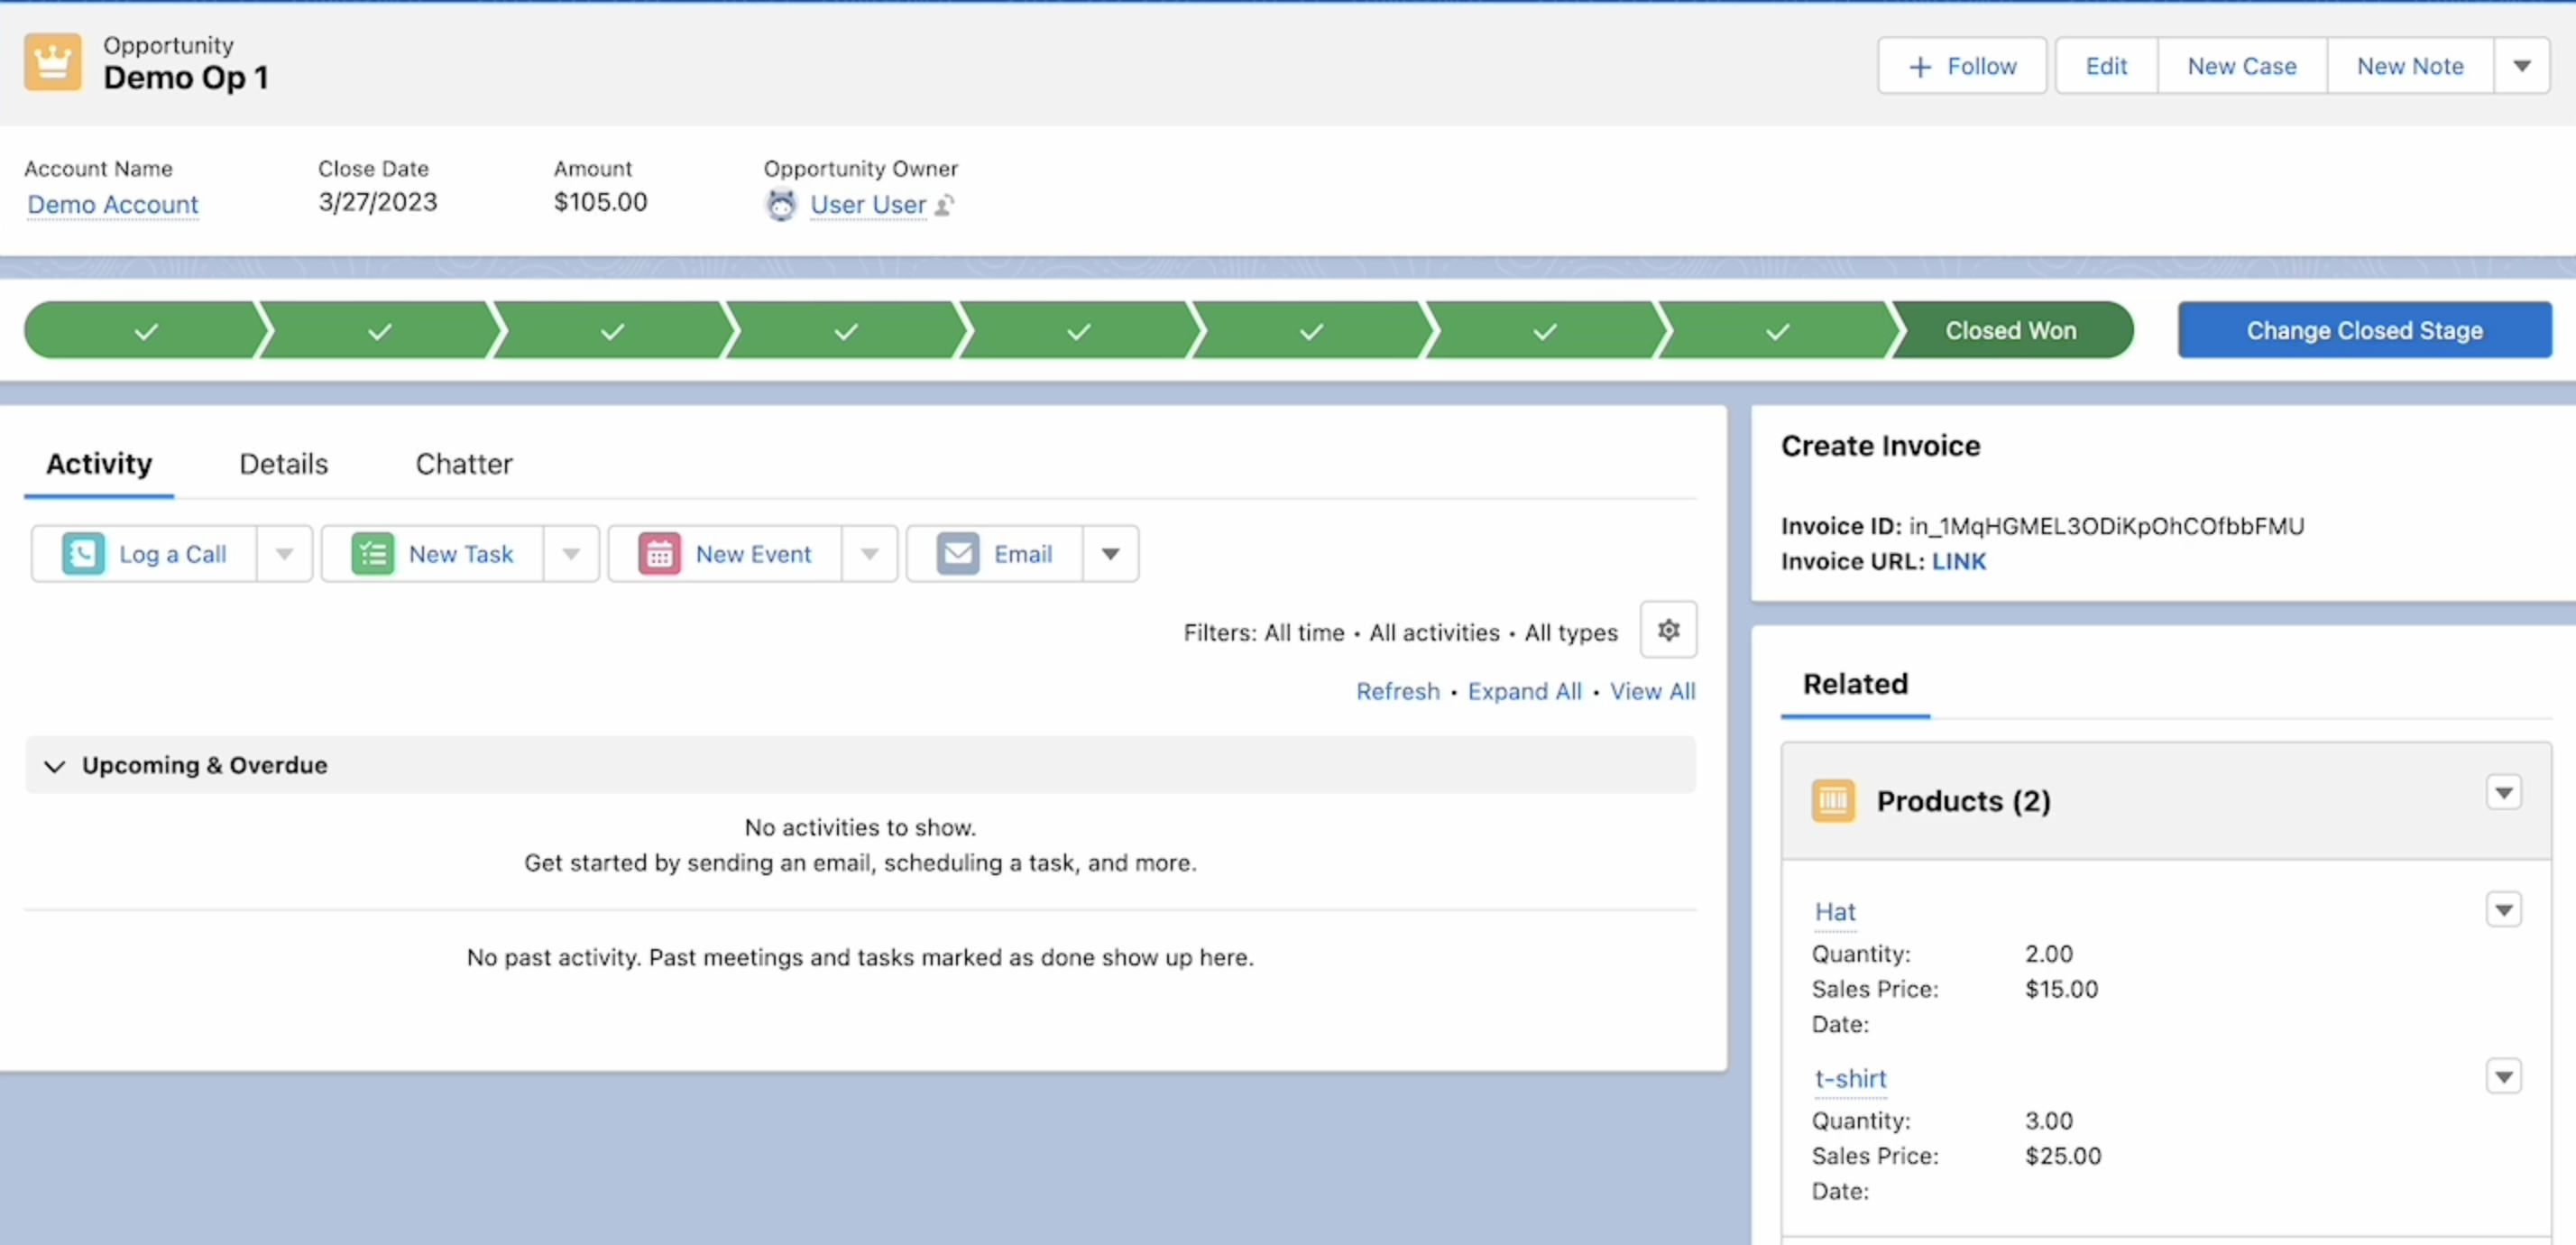 Opportunity
Demo Op 1
Follow
Edit
New Case
New Note
Account Name
Close Date
Amount
Opportunity Owner
Demo Account
3/27/2023
$105.00
User User
Closed Won
Change Closed Stage
Activity
Details
Chatter
Log a Call
New Task
New Event
Email
Filters: All time • All activities • All types
Refresh • Expand All • View All
Upcoming & Overdue
No activities to show.
Get started by sending an email, scheduling a task, and more.
No past activity. Past meetings and tasks marked as done show up here.
Create Invoice
Invoice ID: in_1MqHGMEL3ODiKpOhCOfbbFMU
Invoice URL: LINK
Related
Products (2)
Hat
Quantity: 2.00
Sales Price: $15.00
Date:
t-shirt
Quantity: 3.00
Sales Price: $25.00
Date: